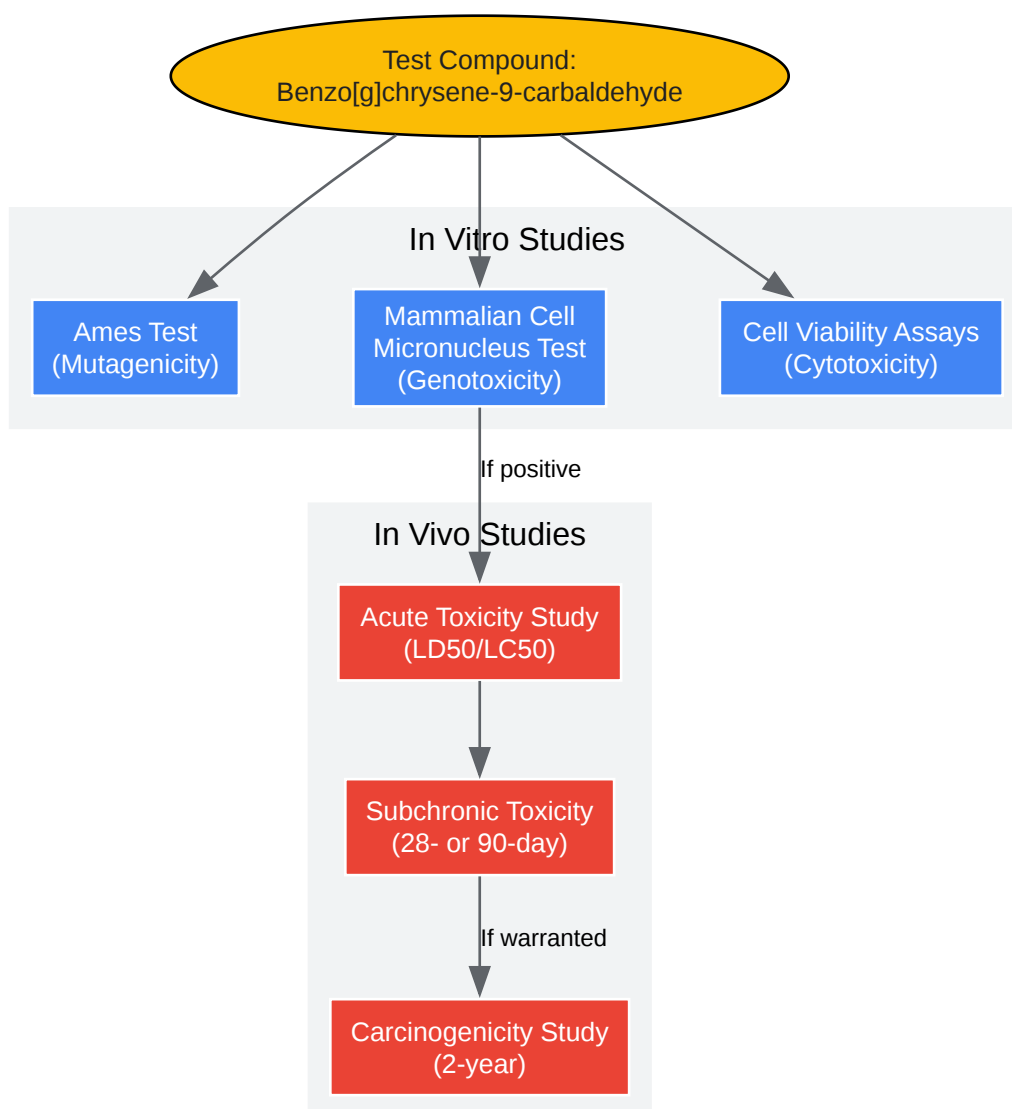 Test Compound:
Benzo[g]chrysene-9-carbaldehyde
In Vitro Studies
Ames Test
(Mutagenicity)
Mammalian Cell
Micronucleus Test
(Genotoxicity)
Cell Viability Assays
(Cytotoxicity)
If positive
In Vivo Studies
Acute Toxicity Study
(LD50/LC50)
Subchronic Toxicity
(28- or 90-day)
If warranted
Carcinogenicity Study
(2-year)